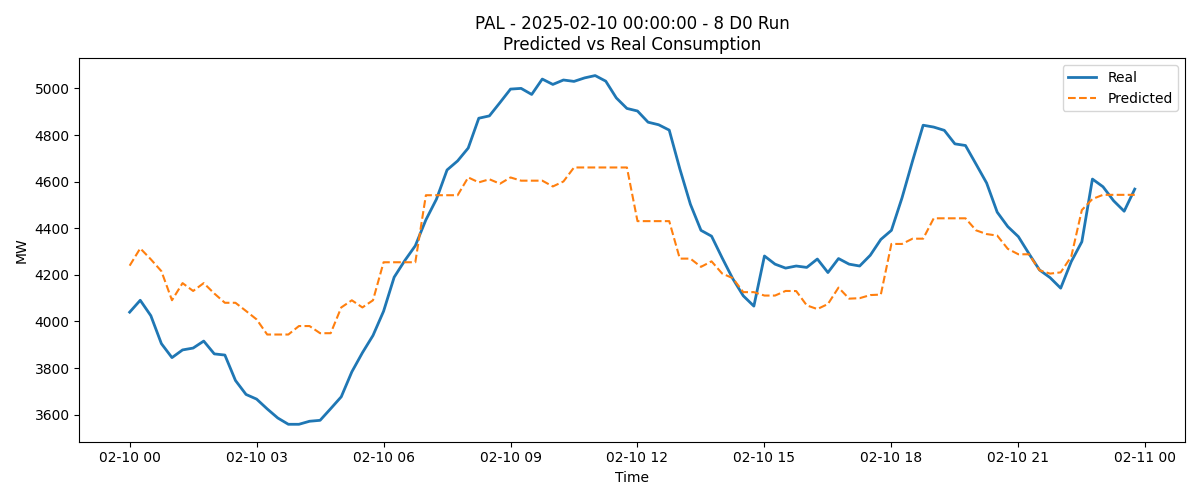 PAL - 2025-02-10 00:00:00 - 8 D0 Run
Predicted vs Real Consumption
Real
Predicted
MW
5000
4800
4600
4400
4200
4000
3800
3600
02-10 00
02-10 03
02-10 06
02-10 09
02-10 12
02-10 15
02-10 18
02-10 21
02-11 00
Time